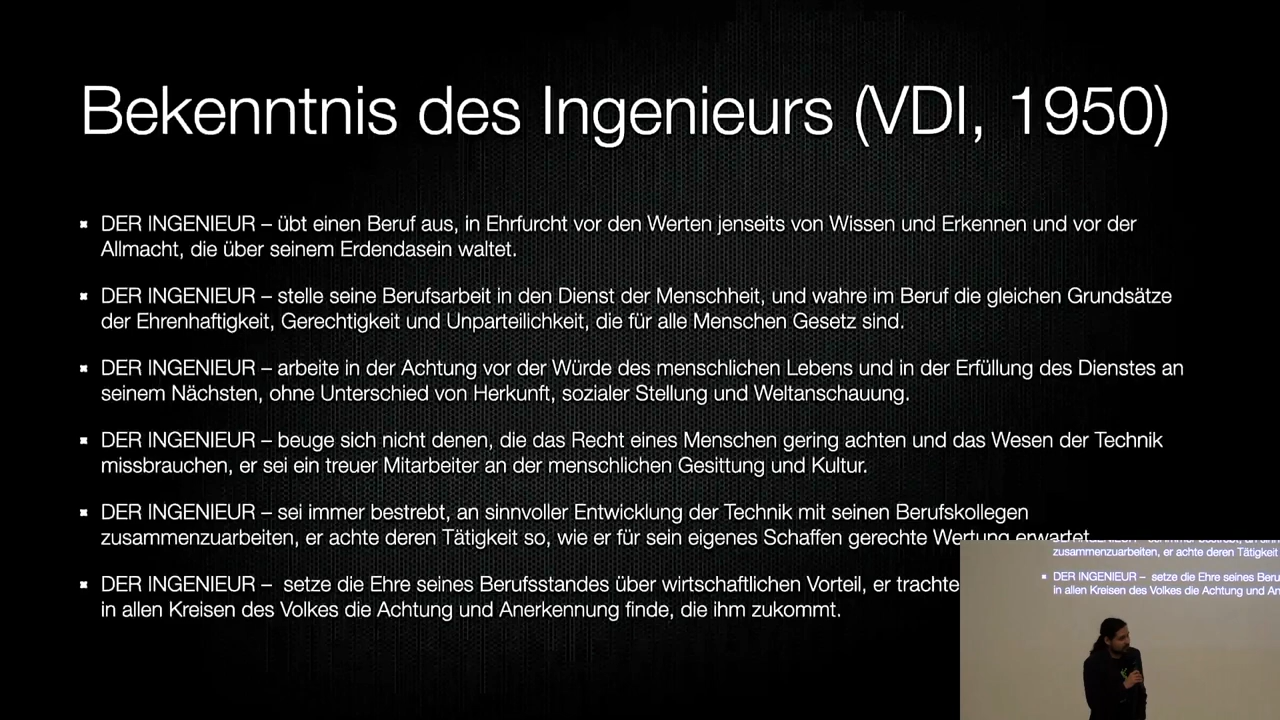 Bekenntnis des Ingenieurs (VDI, 1950)
DER INGENIEUR – übt einen Beruf aus, in Ehrfurcht vor den Werten jenseits von Wissen und Erkennen und vor der
Allmacht, die über seinem Erdendasein waltet.
DER INGENIEUR – stelle seine Berufsarbeit in den Dienst der Menschheit, und wahre im Beruf die gleichen Grundsätze
der Ehrenhaftigkeit, Gerechtigkeit und Unparteilichkeit, die für alle Menschen Gesetz sind.
DER INGENIEUR – arbeite in der Achtung vor der Würde des menschlichen Lebens und in der Erfüllung des Dienstes an
seinem Nächsten, ohne Unterschied von Herkunft, sozialer Stellung und Weltanschauung.
DER INGENIEUR – beuge sich nicht denen, die das Recht eines Menschen gering achten und das Wesen der Technik
missbrauchen, er sei ein treuer Mitarbeiter an der menschlichen Gesittung und Kultur.
DER INGENIEUR – sei immer bestrebt, an sinnvoller Entwicklung der Technik mit seinen Berufskollegen
zusammenzuarbeiten, er achte deren Tätigkeit so, wie er für sein eigenes Schaffen gerechte Wertung erwartet
DER INGENIEUR – setze die Ehre seines Berufsstandes über wirtschaftlichen Vorteil, er trachte
in allen Kreisen des Volkes die Achtung und Anerkennung finde, die ihm zukommt.
zusammenzuarbeiten, er achte deren Tätigkeit
DER INGENIEUR – setze die Ehre seines Beru
in allen Kreisen des Volkes die Achtung und An